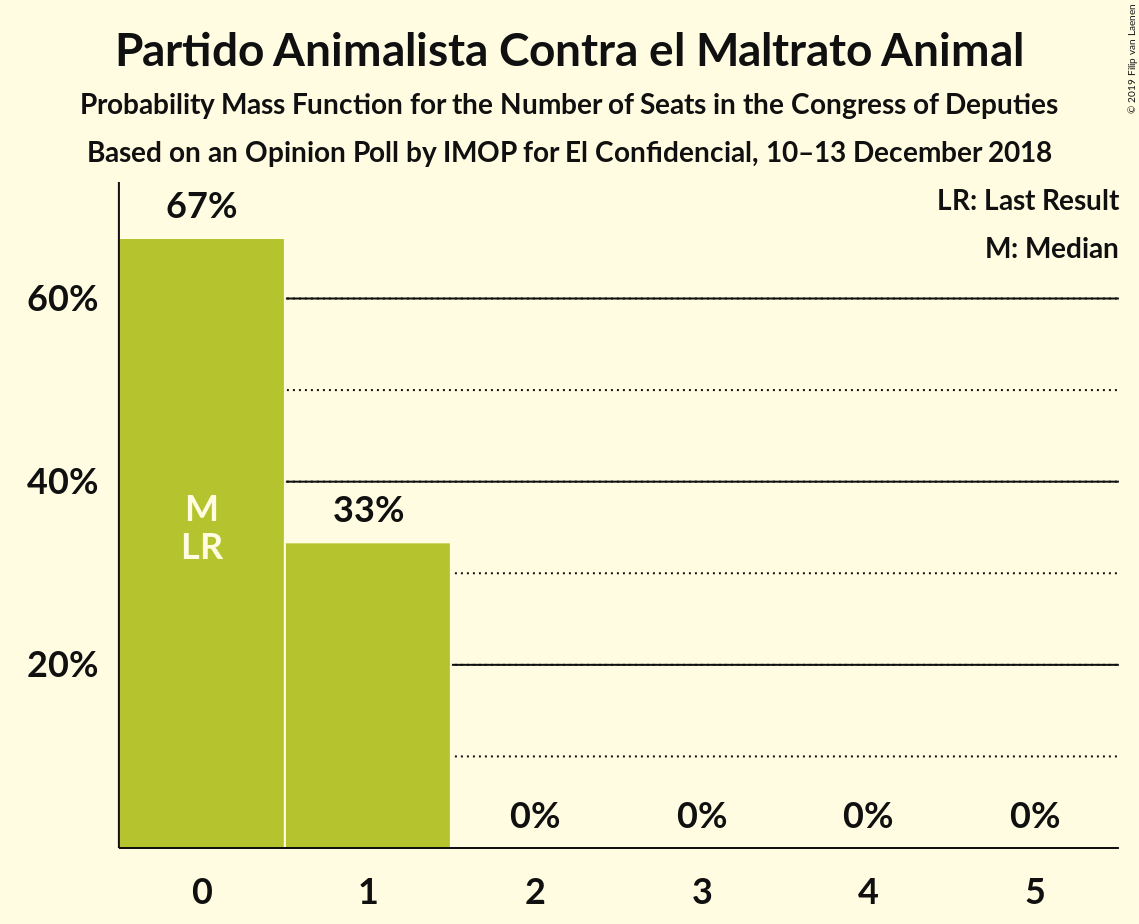 Partido Animalista Contra el Maltrato Animal
Probability Mass Function for the Number of Seats in the Congress of Deputies
Based on an Opinion Poll by IMOP for El Confidencial, 10–13 December 2018
© 2019 Filip van Laenen
LR: Last Result
M: Median
67%
60%
40%
33%
M
LR
20%
0% 0% 0% 0%
0 1 2 3 4 5